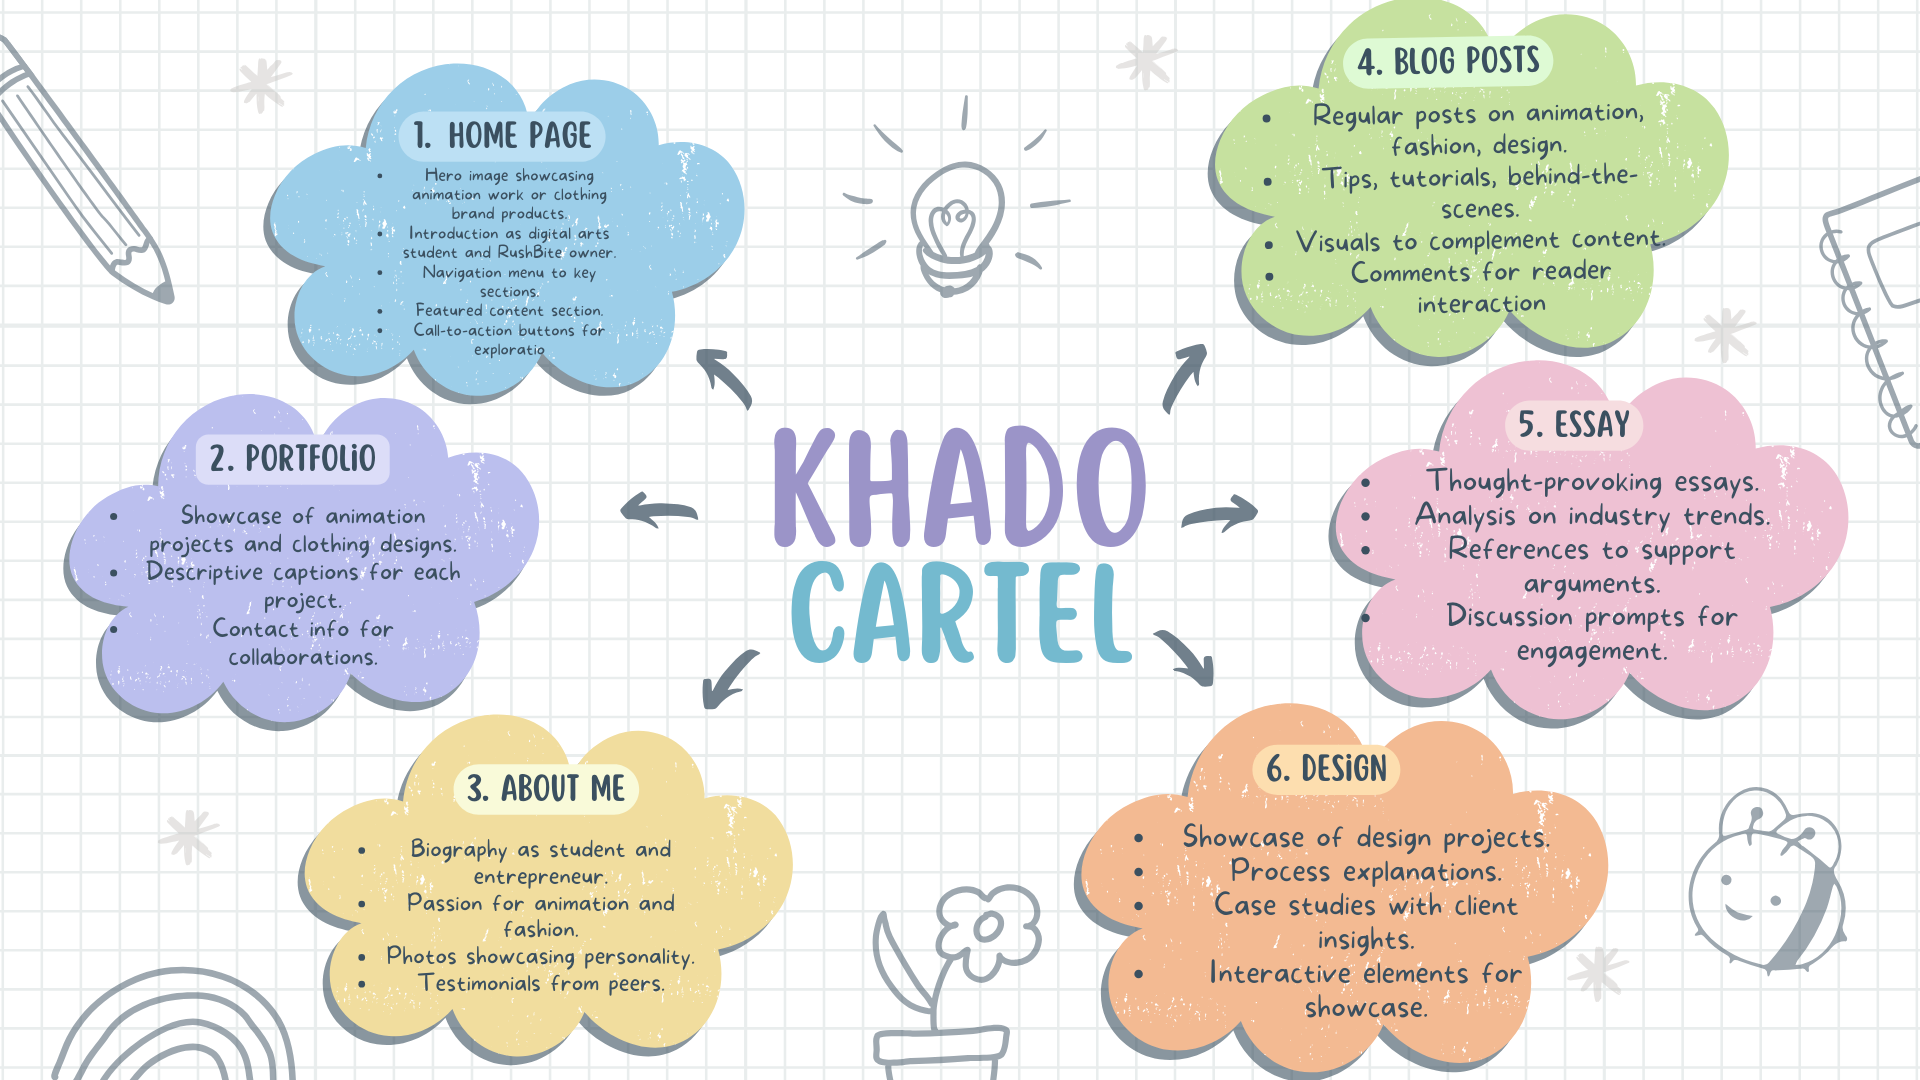 KHADO
CARTEL
1. HOME PAGE
• Hero image showcasing
animation work or clothing
brand products.
• Introduction as digital arts
student and RushBite owner.
• Navigation menu to key
sections.
• Featured content section.
• Call-to-action buttons for
exploratio
2. PORTFOLIO
• Showcase of animation
projects and clothing designs.
• Descriptive captions for each
project.
• Contact info for
collaborations.
3. ABOUT ME
• Biography as student and
entrepreneur.
• Passion for animation and
fashion.
• Photos showcasing personality.
• Testimonials from peers.
4. BLOG POSTS
• Regular posts on animation,
fashion, design.
• Tips, tutorials, behind-the-
scenes.
• Visuals to complement content.
• Comments for reader
interaction
5. ESSAY
• Thought-provoking essays.
• Analysis on industry trends.
• References to support
arguments.
• Discussion prompts for
engagement.
6. DESIGN
• Showcase of design projects.
• Process explanations.
• Case studies with client
insights.
• Interactive elements for
showcase.